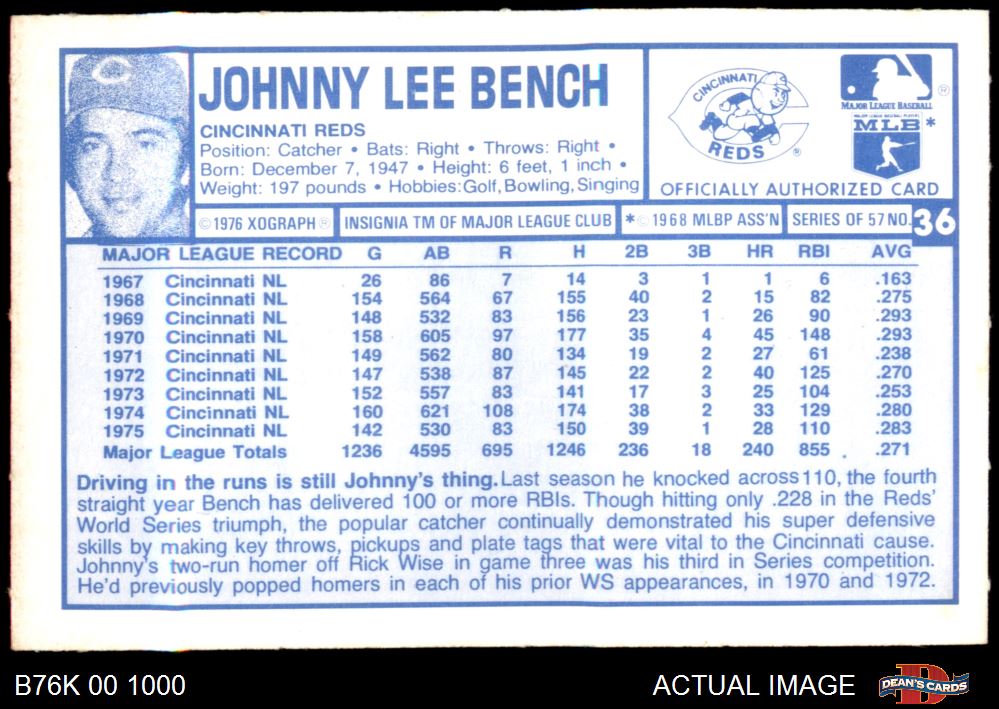 JOHNNY LEE BENCH
CINCINNATI REDS
Position: Catcher • Bats: Right • Throws: Right •
Born: December 7, 1947 • Height: 6 feet, 1 inch •
Weight: 197 pounds • Hobbies:Golf,Bowling,Singing
CINCINNATI
REDS
®
MAJOR LEAGUE BASEBALL
®
MAJOR LEAGUE BASEBALL PLAYERS
MLB*
OFFICIALLY AUTHORIZED CARD
©1976 XOGRAPH®
INSIGNIA TM OF MAJOR LEAGUE CLUB
*©1968 MLBP ASS'N
SERIES OF 57 NO. 36
MAJOR LEAGUE RECORD G AB R H 2B 3B HR RBI AVG
1967 Cincinnati NL 26 86 7 14 3 1 1 6 .163
1968 Cincinnati NL 154 564 67 155 40 2 15 82 .275
1969 Cincinnati NL 148 532 83 156 23 1 26 90 .293
1970 Cincinnati NL 158 605 97 177 35 4 45 148 .293
1971 Cincinnati NL 149 562 80 134 19 2 27 61 .238
1972 Cincinnati NL 147 538 87 145 22 2 40 125 .270
1973 Cincinnati NL 152 557 83 141 17 3 25 104 .253
1974 Cincinnati NL 160 621 108 174 38 2 33 129 .280
1975 Cincinnati NL 142 530 83 150 39 1 28 110 .283
Major League Totals 1236 4595 695 1246 236 18 240 855 .271
Driving in the runs is still Johnny's thing. Last season he knocked across 110, the fourth
straight year Bench has delivered 100 or more RBIs. Though hitting only .228 in the Reds'
World Series triumph, the popular catcher continually demonstrated his super defensive
skills by making key throws, pickups and plate tags that were vital to the Cincinnati cause.
Johnny's two-run homer off Rick Wise in game three was his third in Series competition.
He'd previously popped homers in each of his prior WS appearances, in 1970 and 1972.
B76K 00 1000
ACTUAL IMAGE
DEAN'S CARDS